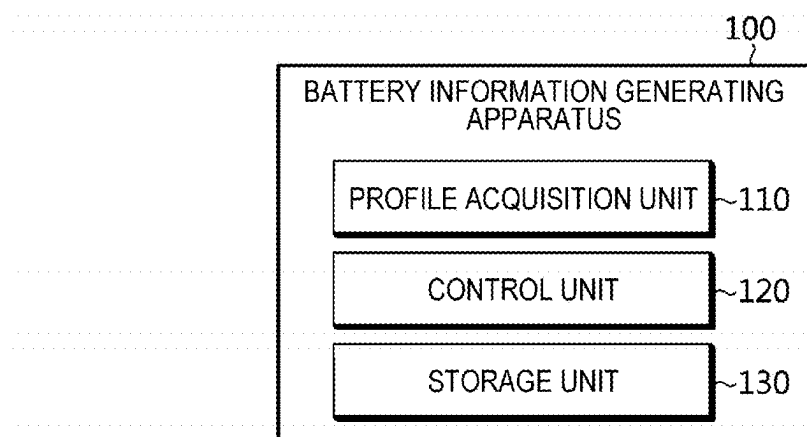 100
BATTERY INFORMATION GENERATING
APPARATUS
PROFILE ACQUISITION UNIT 110
CONTROL UNIT 120
STORAGE UNIT 130